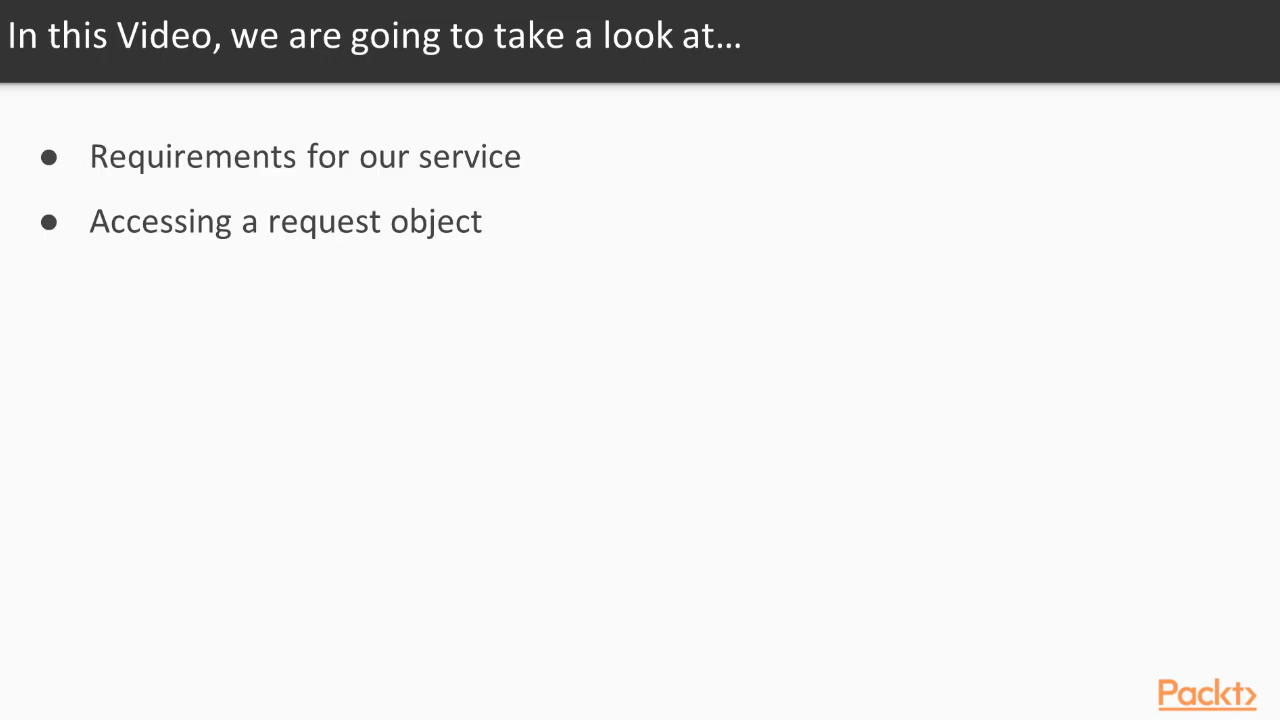 In this Video, we are going to take a look at…
● Requirements for our service
● Accessing a request object
Packt>